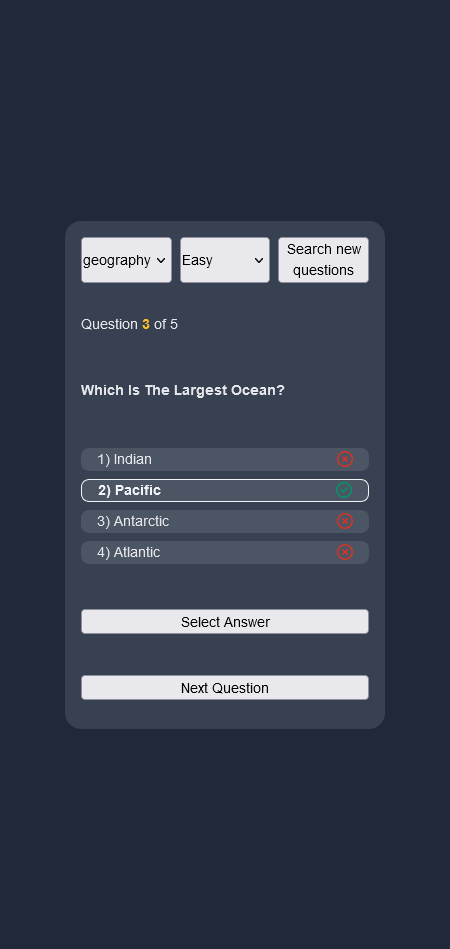 geography
Easy
Search new
questions
Question 3 of 5
Which Is The Largest Ocean?
1) Indian
2) Pacific
3) Antarctic
4) Atlantic
Select Answer
Next Question